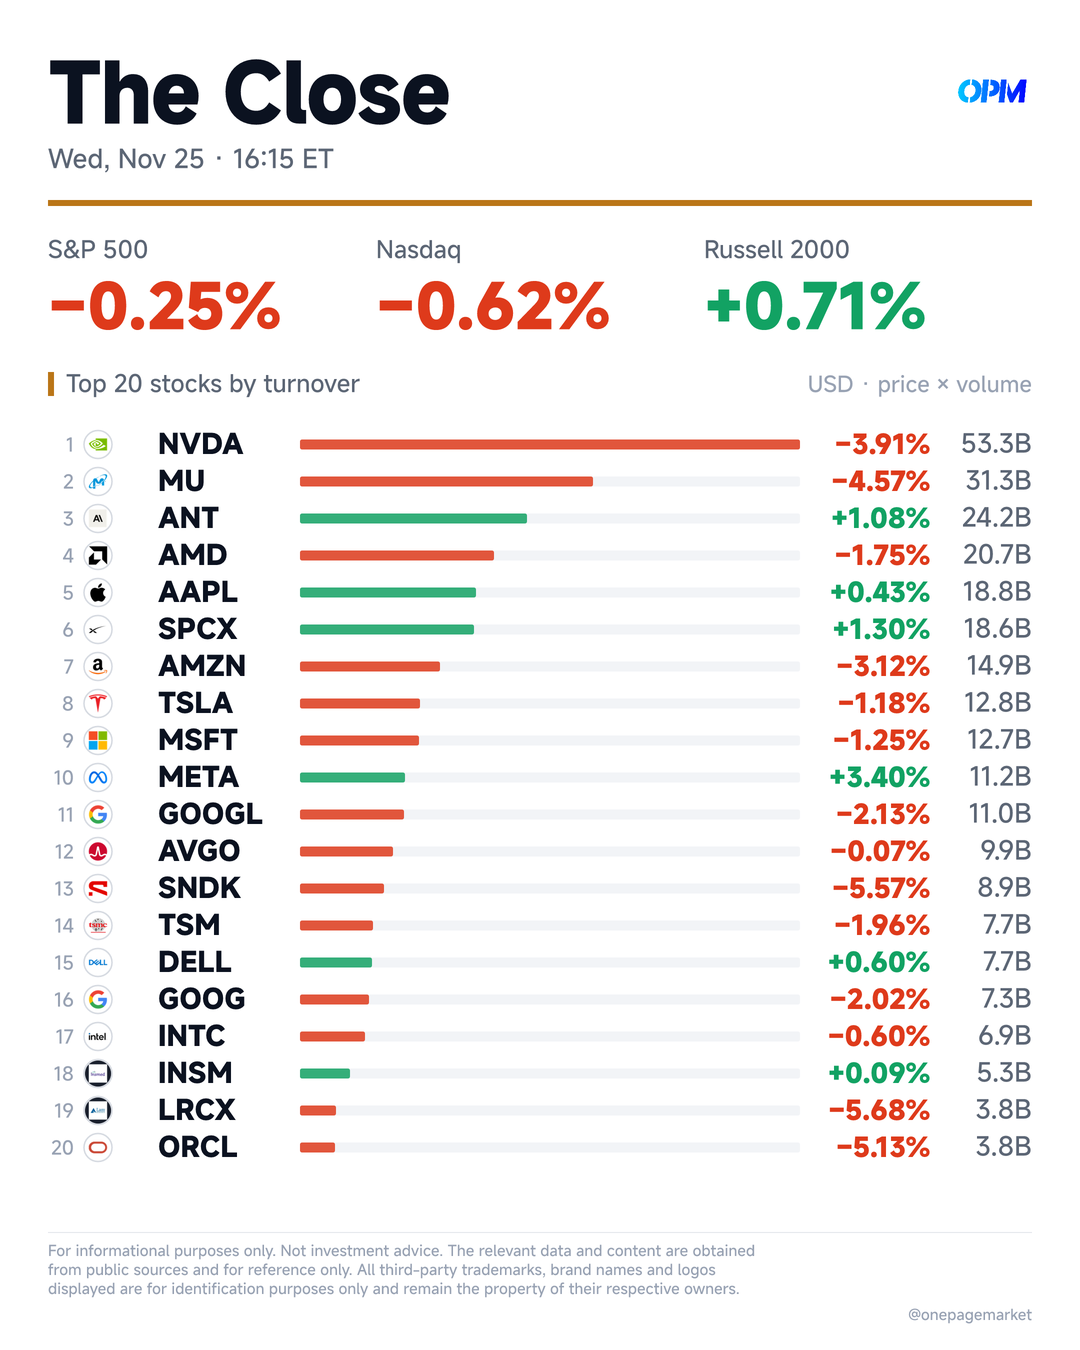 The Close
OPM
Wed, Nov 25 · 16:15 ET
S&P 500 Nasdaq Russell 2000
−0.25% −0.62% +0.71%
Top 20 stocks by turnover USD · price × volume
1 NVDA −3.91% 53.3B
2 MU −4.57% 31.3B
3 A\ ANT +1.08% 24.2B
4 AMD −1.75% 20.7B
5 AAPL +0.43% 18.8B
6 SPCX +1.30% 18.6B
7 a AMZN −3.12% 14.9B
8 TSLA −1.18% 12.8B
9 MSFT −1.25% 12.7B
10 META +3.40% 11.2B
11 G GOOGL −2.13% 11.0B
12 AVGO −0.07% 9.9B
13 SNDK −5.57% 8.9B
14 tsmc TSM −1.96% 7.7B
15 DELL DELL +0.60% 7.7B
16 G GOOG −2.02% 7.3B
17 intel INTC −0.60% 6.9B
18 INSM +0.09% 5.3B
19 LRCX −5.68% 3.8B
20 ORCL −5.13% 3.8B
For informational purposes only. Not investment advice. The relevant data and content are obtained
from public sources and for reference only. All third-party trademarks, brand names and logos
displayed are for identification purposes only and remain the property of their respective owners.
@onepagemarket